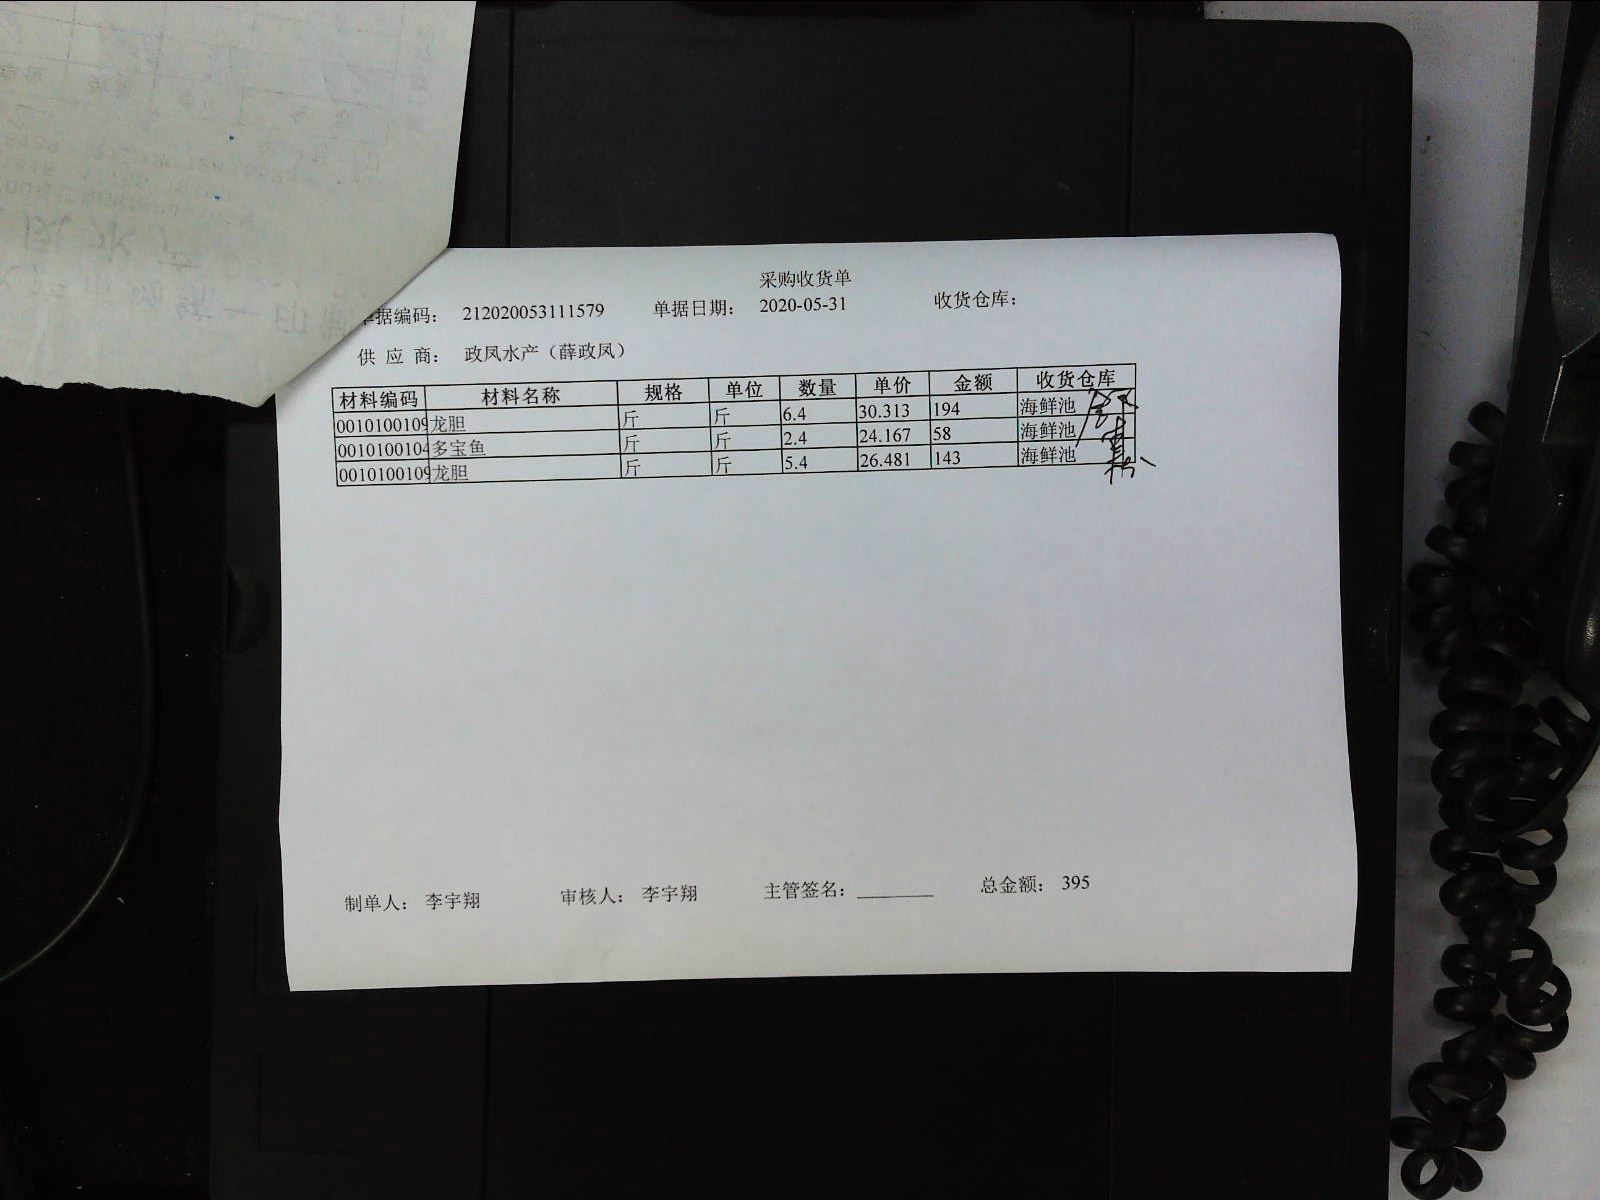 采购收货单
单据编码： 212020053111579 单据日期： 2020-05-31 收货仓库：
供 应 商： 政凤水产（薛政凤）
材料编码 材料名称 规格 单位 数量 单价 金额 收货仓库
0010100109 龙胆 斤 斤 6.4 30.313 194 海鲜池
0010100104 多宝鱼 斤 斤 2.4 24.167 58 海鲜池
0010100109 龙胆 斤 斤 5.4 26.481 143 海鲜池
制单人： 李宇翔 审核人： 李宇翔 主管签名： 总金额： 395